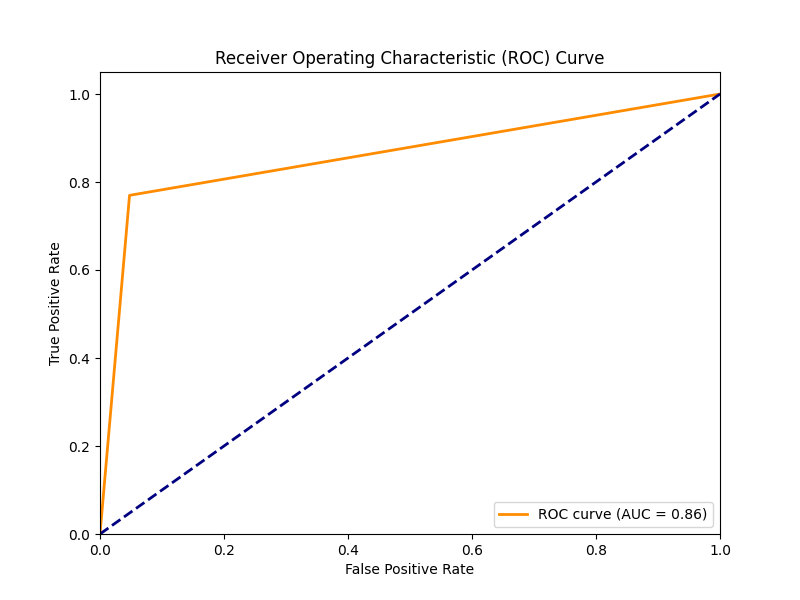 Receiver Operating Characteristic (ROC) Curve
1.0
0.8
0.6
0.4
0.2
0.0
True Positive Rate
ROC curve (AUC = 0.86)
0.0 0.2 0.4 0.6 0.8 1.0
False Positive Rate